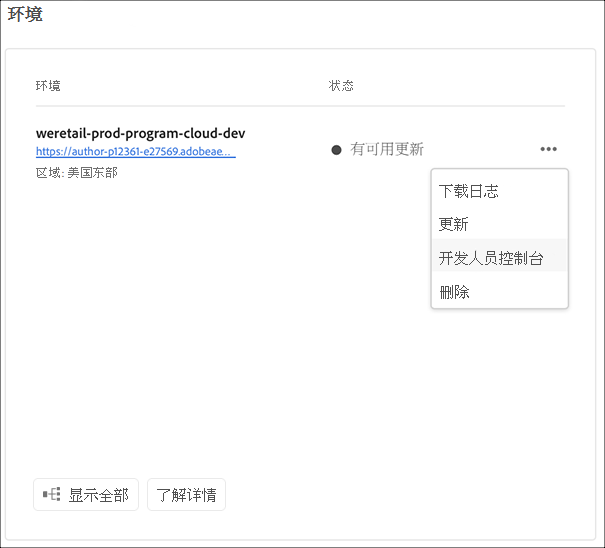 环境
环境 状态
weretail-prod-program-cloud-dev
https://author-p12361-e27569.adobeae...
区域: 美国东部
有可用更新
下载日志
更新
开发人员控制台
删除
显示全部 了解详情